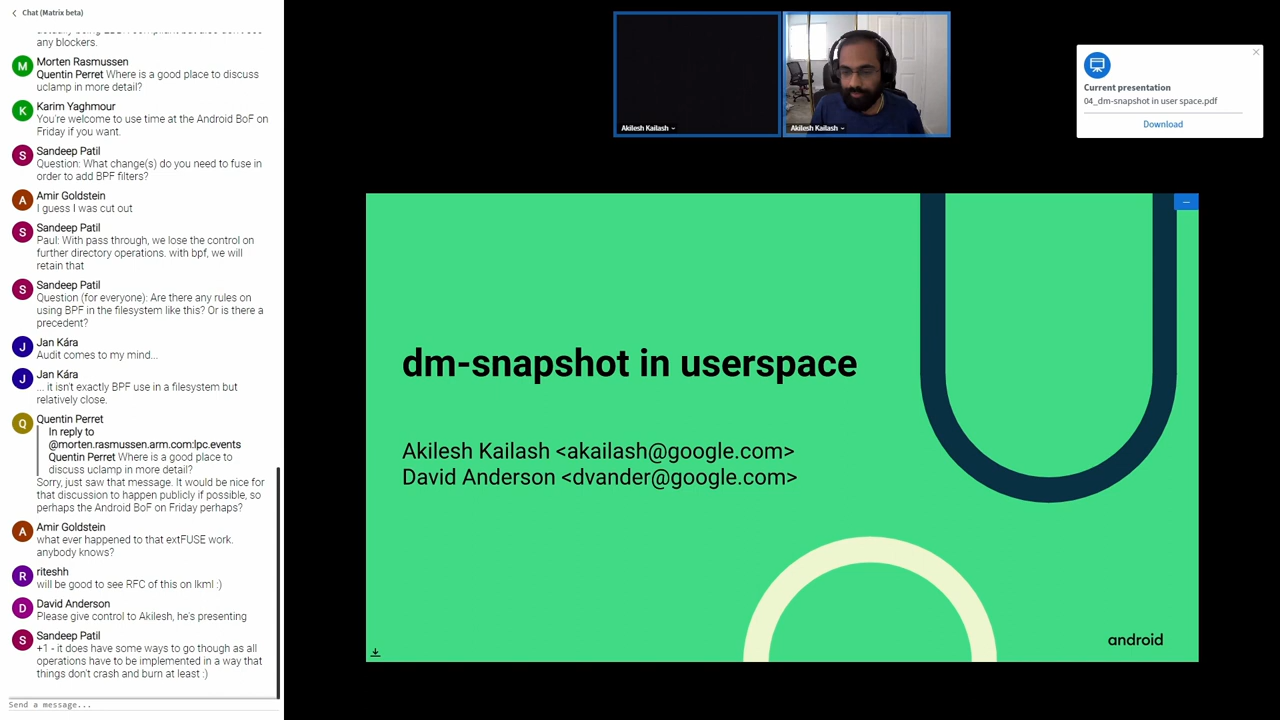 Chat (Matrix beta)
any blockers.
M
Morten Rasmussen
Quentin Perret Where is a good place to discuss
uclamp in more detail?
K
Karim Yaghmour
You're welcome to use time at the Android BoF on
Friday if you want.
S
Sandeep Patil
Question: What change(s) do you need to fuse in
order to add BPF filters?
A
Amir Goldstein
I guess I was cut out
S
Sandeep Patil
Paul: With pass through, we lose the control on
further directory operations. with bpf, we will
retain that
S
Sandeep Patil
Question (for everyone): Are there any rules on
using BPF in the filesystem like this? Or is there a
precedent?
J
Jan Kára
Audit comes to my mind...
J
Jan Kára
... it isn't exactly BPF use in a filesystem but
relatively close.
Q
Quentin Perret
In reply to
@morten.rasmussen.arm.com:lpc.events
Quentin Perret Where is a good place to
discuss uclamp in more detail?
Sorry, just saw that message. It would be nice for
that discussion to happen publicly if possible, so
perhaps the Android BoF on Friday perhaps?
A
Amir Goldstein
what ever happened to that extFUSE work.
anybody knows?
R
riteshh
will be good to see RFC of this on lkml :)
D
David Anderson
Please give control to Akilesh, he's presenting
S
Sandeep Patil
+1 - it does have some ways to go though as all
operations have to be implemented in a way that
things don't crash and burn at least :)
Send a message...
Akilesh Kailash
Akilesh Kailash
Current presentation
04_dm-snapshot in user space.pdf
Download
dm-snapshot in userspace
Akilesh Kailash <akailash@google.com>
David Anderson <dvander@google.com>
android